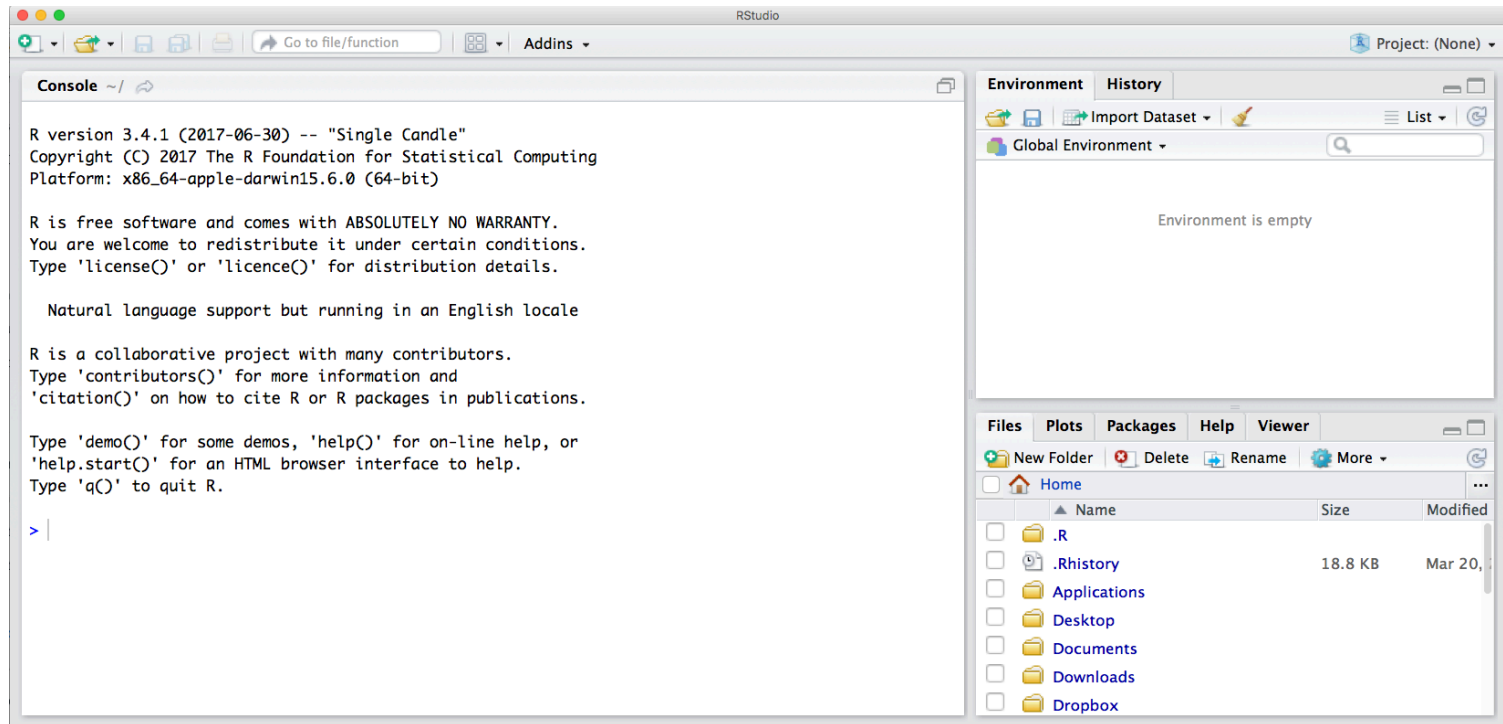 RStudio
Go to file/function
Addins
Project: (None)
Console ~/
R version 3.4.1 (2017-06-30) -- "Single Candle"
Copyright (C) 2017 The R Foundation for Statistical Computing
Platform: x86_64-apple-darwin15.6.0 (64-bit)
R is free software and comes with ABSOLUTELY NO WARRANTY.
You are welcome to redistribute it under certain conditions.
Type 'license()' or 'licence()' for distribution details.
Natural language support but running in an English locale
R is a collaborative project with many contributors.
Type 'contributors()' for more information and
'citation()' on how to cite R or R packages in publications.
Type 'demo()' for some demos, 'help()' for on-line help, or
'help.start()' for an HTML browser interface to help.
Type 'q()' to quit R.
>
Environment History
Import Dataset List
Global Environment
Environment is empty
Files Plots Packages Help Viewer
New Folder Delete Rename More
Home ...
Name Size Modified
.R
.Rhistory 18.8 KB Mar 20,
Applications
Desktop
Documents
Downloads
Dropbox